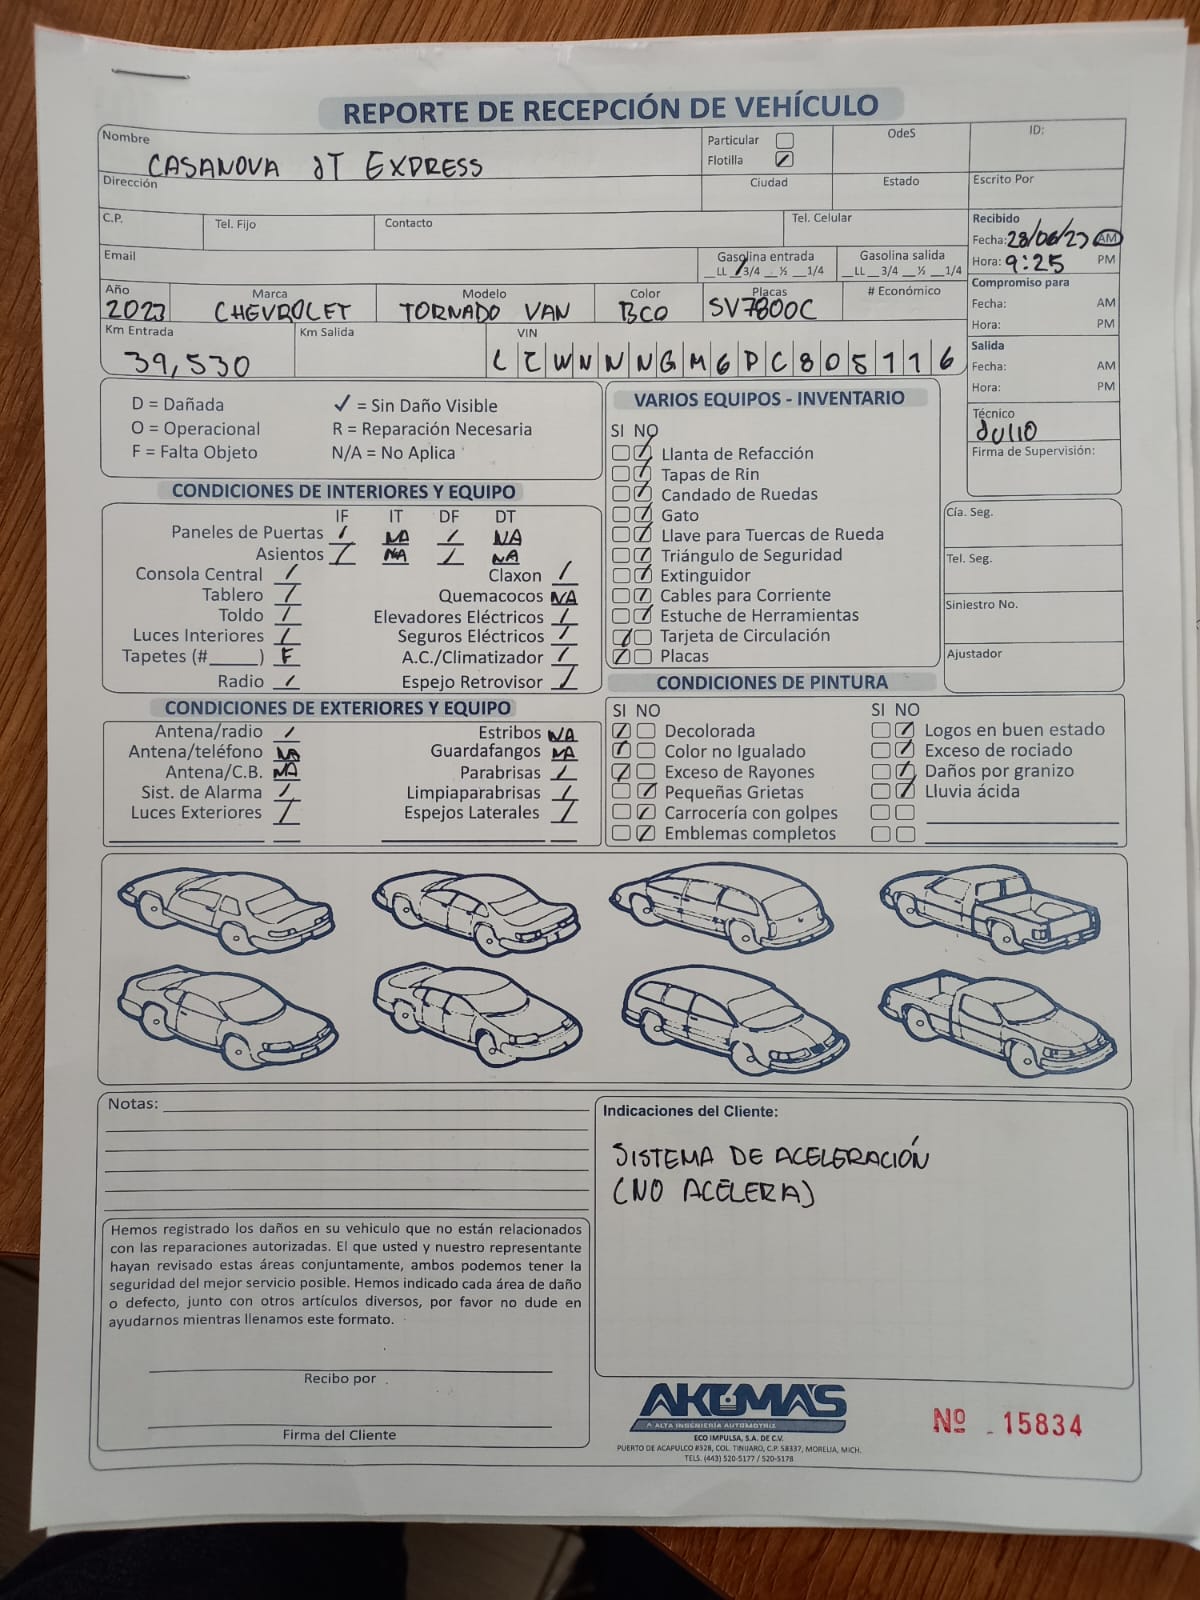 REPORTE DE RECEPCIÓN DE VEHÍCULO
Nombre
CASANOVA JT EXPRESS
Particular
Flotilla ✓
OdeS
ID:
Dirección
Ciudad
Estado
Escrito Por
C.P.
Tel. Fijo
Contacto
Tel. Celular
Recibido
Fecha: 28/06/23 AM
Hora: 9:25 PM
Email
Gasolina entrada
__LL __3/4 __½ __1/4
Gasolina salida
__LL __3/4 __½ __1/4
Año
2023
Marca
CHEVROLET
Modelo
TORNADO VAN
Color
BCO
Placas
SV7800C
# Económico
Compromiso para
Fecha: AM
Hora: PM
Km Entrada
39,530
Km Salida
VIN
L Z W N N N G M 6 P C 8 0 5 1 1 6
Salida
Fecha: AM
Hora: PM
Técnico
JULIO
Firma de Supervisión:
D = Dañada
✓ = Sin Daño Visible
O = Operacional
R = Reparación Necesaria
F = Falta Objeto
N/A = No Aplica
CONDICIONES DE INTERIORES Y EQUIPO
IF IT DF DT
Paneles de Puertas ✓ NA ✓ NA
Asientos ✓ NA ✓ NA
Consola Central ✓
Claxon ✓
Tablero ✓
Quemacocos NA
Toldo ✓
Elevadores Eléctricos ✓
Luces Interiores ✓
Seguros Eléctricos ✓
Tapetes (#_____) F
A.C./Climatizador ✓
Radio ✓
Espejo Retrovisor ✓
CONDICIONES DE EXTERIORES Y EQUIPO
Antena/radio ✓
Estribos NA
Antena/teléfono NA
Guardafangos NA
Antena/C.B. NA
Parabrisas ✓
Sist. de Alarma ✓
Limpiaparabrisas ✓
Luces Exteriores ✓
Espejos Laterales ✓
VARIOS EQUIPOS - INVENTARIO
SI NO
Llanta de Refacción
Tapas de Rin
Candado de Ruedas
Gato
Llave para Tuercas de Rueda
Triángulo de Seguridad
Extinguidor
Cables para Corriente
Estuche de Herramientas
Tarjeta de Circulación
Placas
Cía. Seg.
Tel. Seg.
Siniestro No.
Ajustador
CONDICIONES DE PINTURA
SI NO
Decolorada
Color no Igualado
Exceso de Rayones
Pequeñas Grietas
Carrocería con golpes
Emblemas completos
SI NO
Logos en buen estado
Exceso de rociado
Daños por granizo
Lluvia ácida
Notas:
Indicaciones del Cliente:
SISTEMA DE ACELERACIÓN
(NO ACELERA)
Hemos registrado los daños en su vehiculo que no están relacionados
con las reparaciones autorizadas. El que usted y nuestro representante
hayan revisado estas áreas conjuntamente, ambos podemos tener la
seguridad del mejor servicio posible. Hemos indicado cada área de daño
o defecto, junto con otros artículos diversos, por favor no dude en
ayudarnos mientras llenamos este formato.
Recibo por
Firma del Cliente
AKUMA'S
ALTA INGENIERÍA AUTOMOTRIZ
ECO IMPULSA, S.A. DE C.V.
PUERTO DE ACAPULCO #328, COL. TINIJARO, C.P. 58337, MORELIA, MICH.
TELS. (443) 520-5177 / 520-5178
Nº 15834